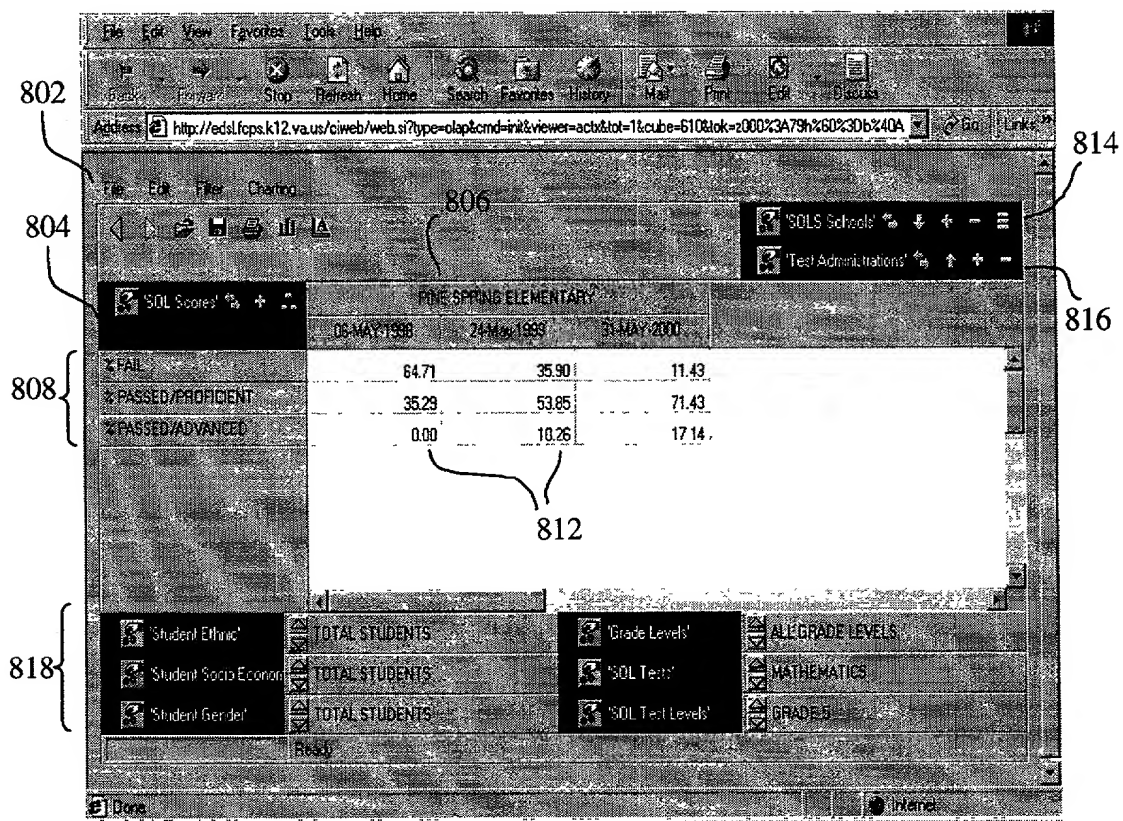 File Edit View Favorites Tools Help
Back Forward Stop Refresh Home Search Favorites History Mail Print Edit Discuss
802
Address http://edsl.fcps.k12.va.us/ciweb/web.si?type=olap&cmd=init&viewer=actx&tot=1&cube=610&tok=z000%3A79h%60%3Db%40A Go Links »
814
File Edit Filter Charting
806
804
'SOLS Schools'
'Test Administrations'
816
'SOL Scores'
PINE SPRING ELEMENTARY
06-MAY-1998 24-May-1999 31-MAY-2000
808
% FAIL 64.71 35.90 11.43
% PASSED/PROFICIENT 35.29 53.85 71.43
% PASSED/ADVANCED 0.00 10.26 17.14
812
818
'Student Ethnic' TOTAL STUDENTS 'Grade Levels' ALL GRADE LEVELS
'Student Socio Econon TOTAL STUDENTS 'SOL Tests' MATHEMATICS
'Student Gender' TOTAL STUDENTS 'SOL Test Levels' GRADE 5
Ready
Done Internet